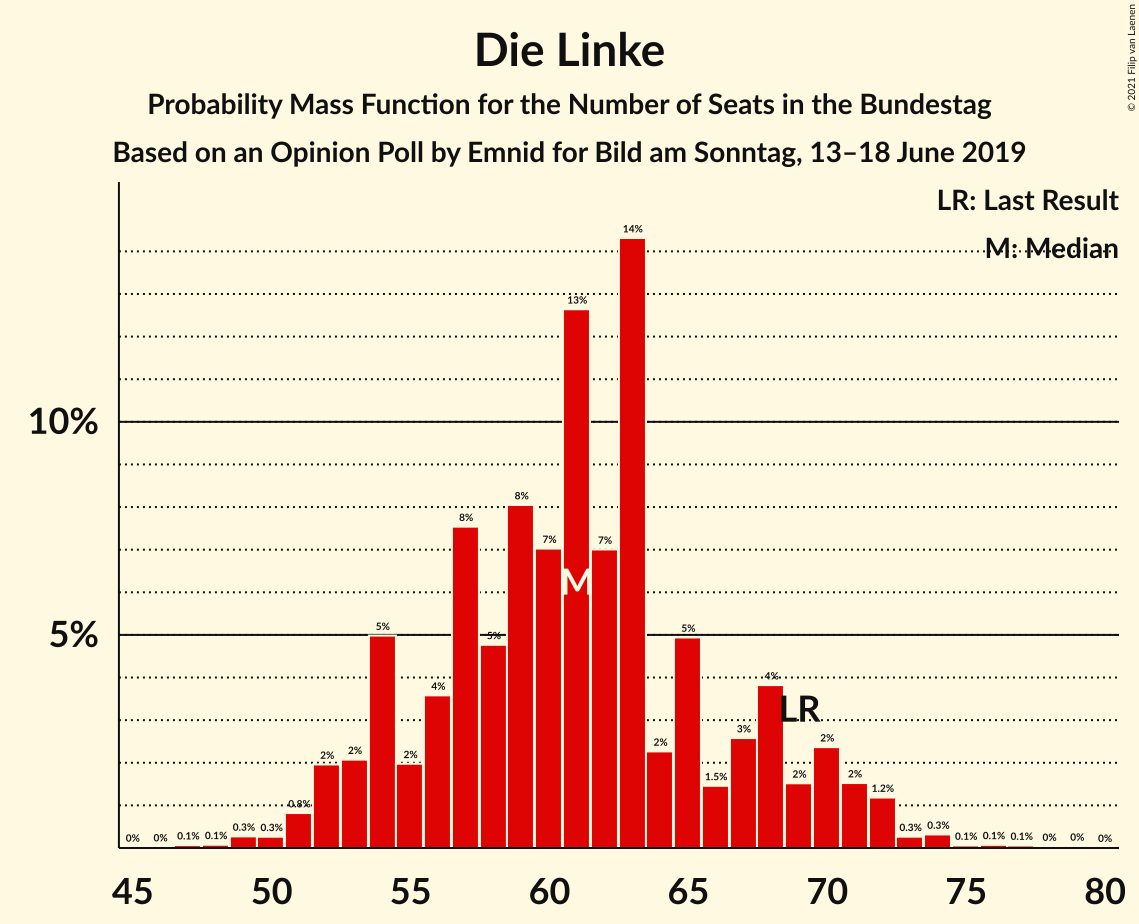 Die Linke
Probability Mass Function for the Number of Seats in the Bundestag
Based on an Opinion Poll by Emnid for Bild am Sonntag, 13–18 June 2019
© 2021 Filip van Laenen
LR: Last Result
M: Median
10%
5%
0% 0% 0.1% 0.1% 0.3% 0.3% 0.8% 2% 2% 5% 2% 4% 8% 5% 8% 7% 13% 7% 14% 2% 5% 1.5% 3% 4% 2% 2% 2% 1.2% 0.3% 0.3% 0.1% 0.1% 0.1% 0% 0% 0%
M
LR
45 50 55 60 65 70 75 80